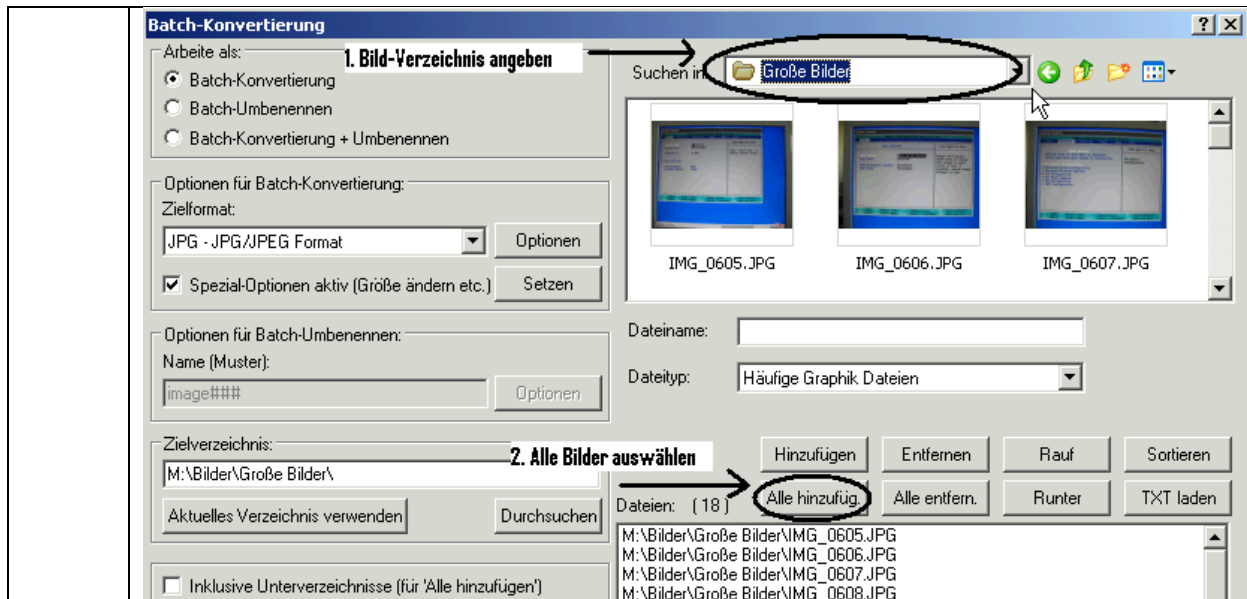 Batch-Konvertierung
Arbeite als:
1. Bild-Verzeichnis angeben
Batch-Konvertierung
Batch-Umbenennen
Batch-Konvertierung + Umbenennen
Suchen in:
Große Bilder
IMG_0605.JPG
IMG_0606.JPG
IMG_0607.JPG
Optionen für Batch-Konvertierung:
Zielformat:
JPG - JPG/JPEG Format
Optionen
Spezial-Optionen aktiv (Größe ändern etc.)
Setzen
Optionen für Batch-Umbenennen:
Name (Muster):
image###
Optionen
Dateiname:
Dateityp:
Häufige Graphik Dateien
Zielverzeichnis:
M:\Bilder\Große Bilder\
Aktuelles Verzeichnis verwenden
Durchsuchen
2. Alle Bilder auswählen
Hinzufügen
Entfernen
Rauf
Sortieren
Dateien: ( 18 )
Alle hinzufüg.
Alle entfern.
Runter
TXT laden
M:\Bilder\Große Bilder\IMG_0605.JPG
M:\Bilder\Große Bilder\IMG_0606.JPG
M:\Bilder\Große Bilder\IMG_0607.JPG
M:\Bilder\Große Bilder\IMG_0608.JPG
Inklusive Unterverzeichnisse (für 'Alle hinzufügen')